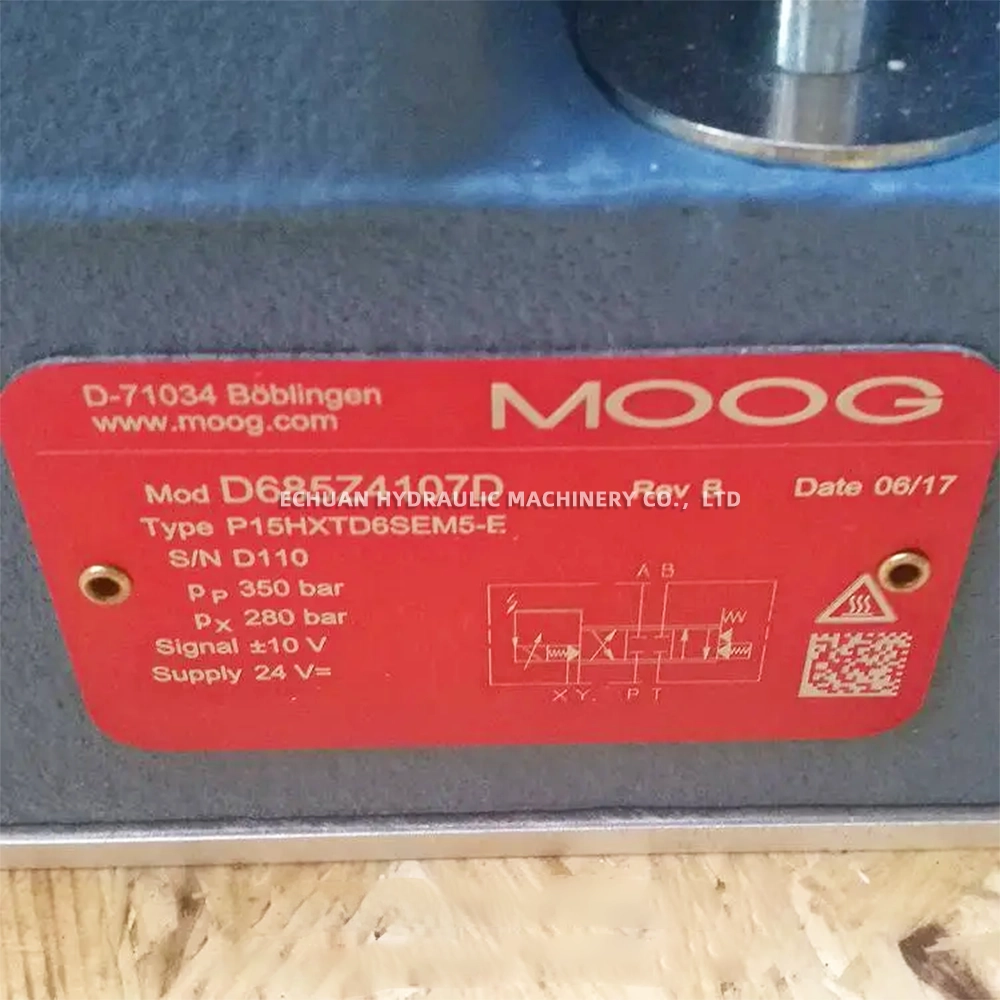 D-71034 Böblingen
www.moog.com
MOOG
Mod D685Z4107D Rev B Date 06/17
ECHUAN HYDRAULIC MACHINERY CO., LTD
Type P15HXTD6SEM5-E
S/N D110
pP 350 bar
pX 280 bar
Signal ±10 V
Supply 24 V=
A B
X Y P T